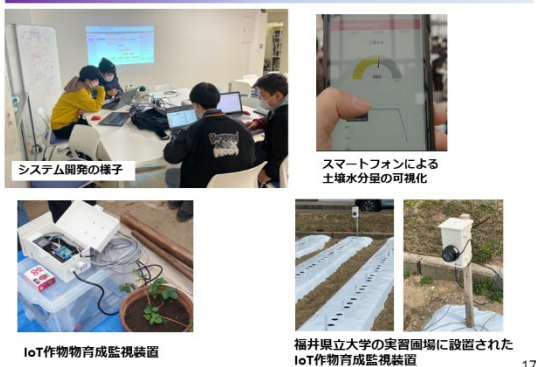 システム開発の様子
スマートフォンによる
土壌水分量の可視化
IoT作物物育成監視装置
福井県立大学の実習圃場に設置された
IoT作物育成監視装置
17